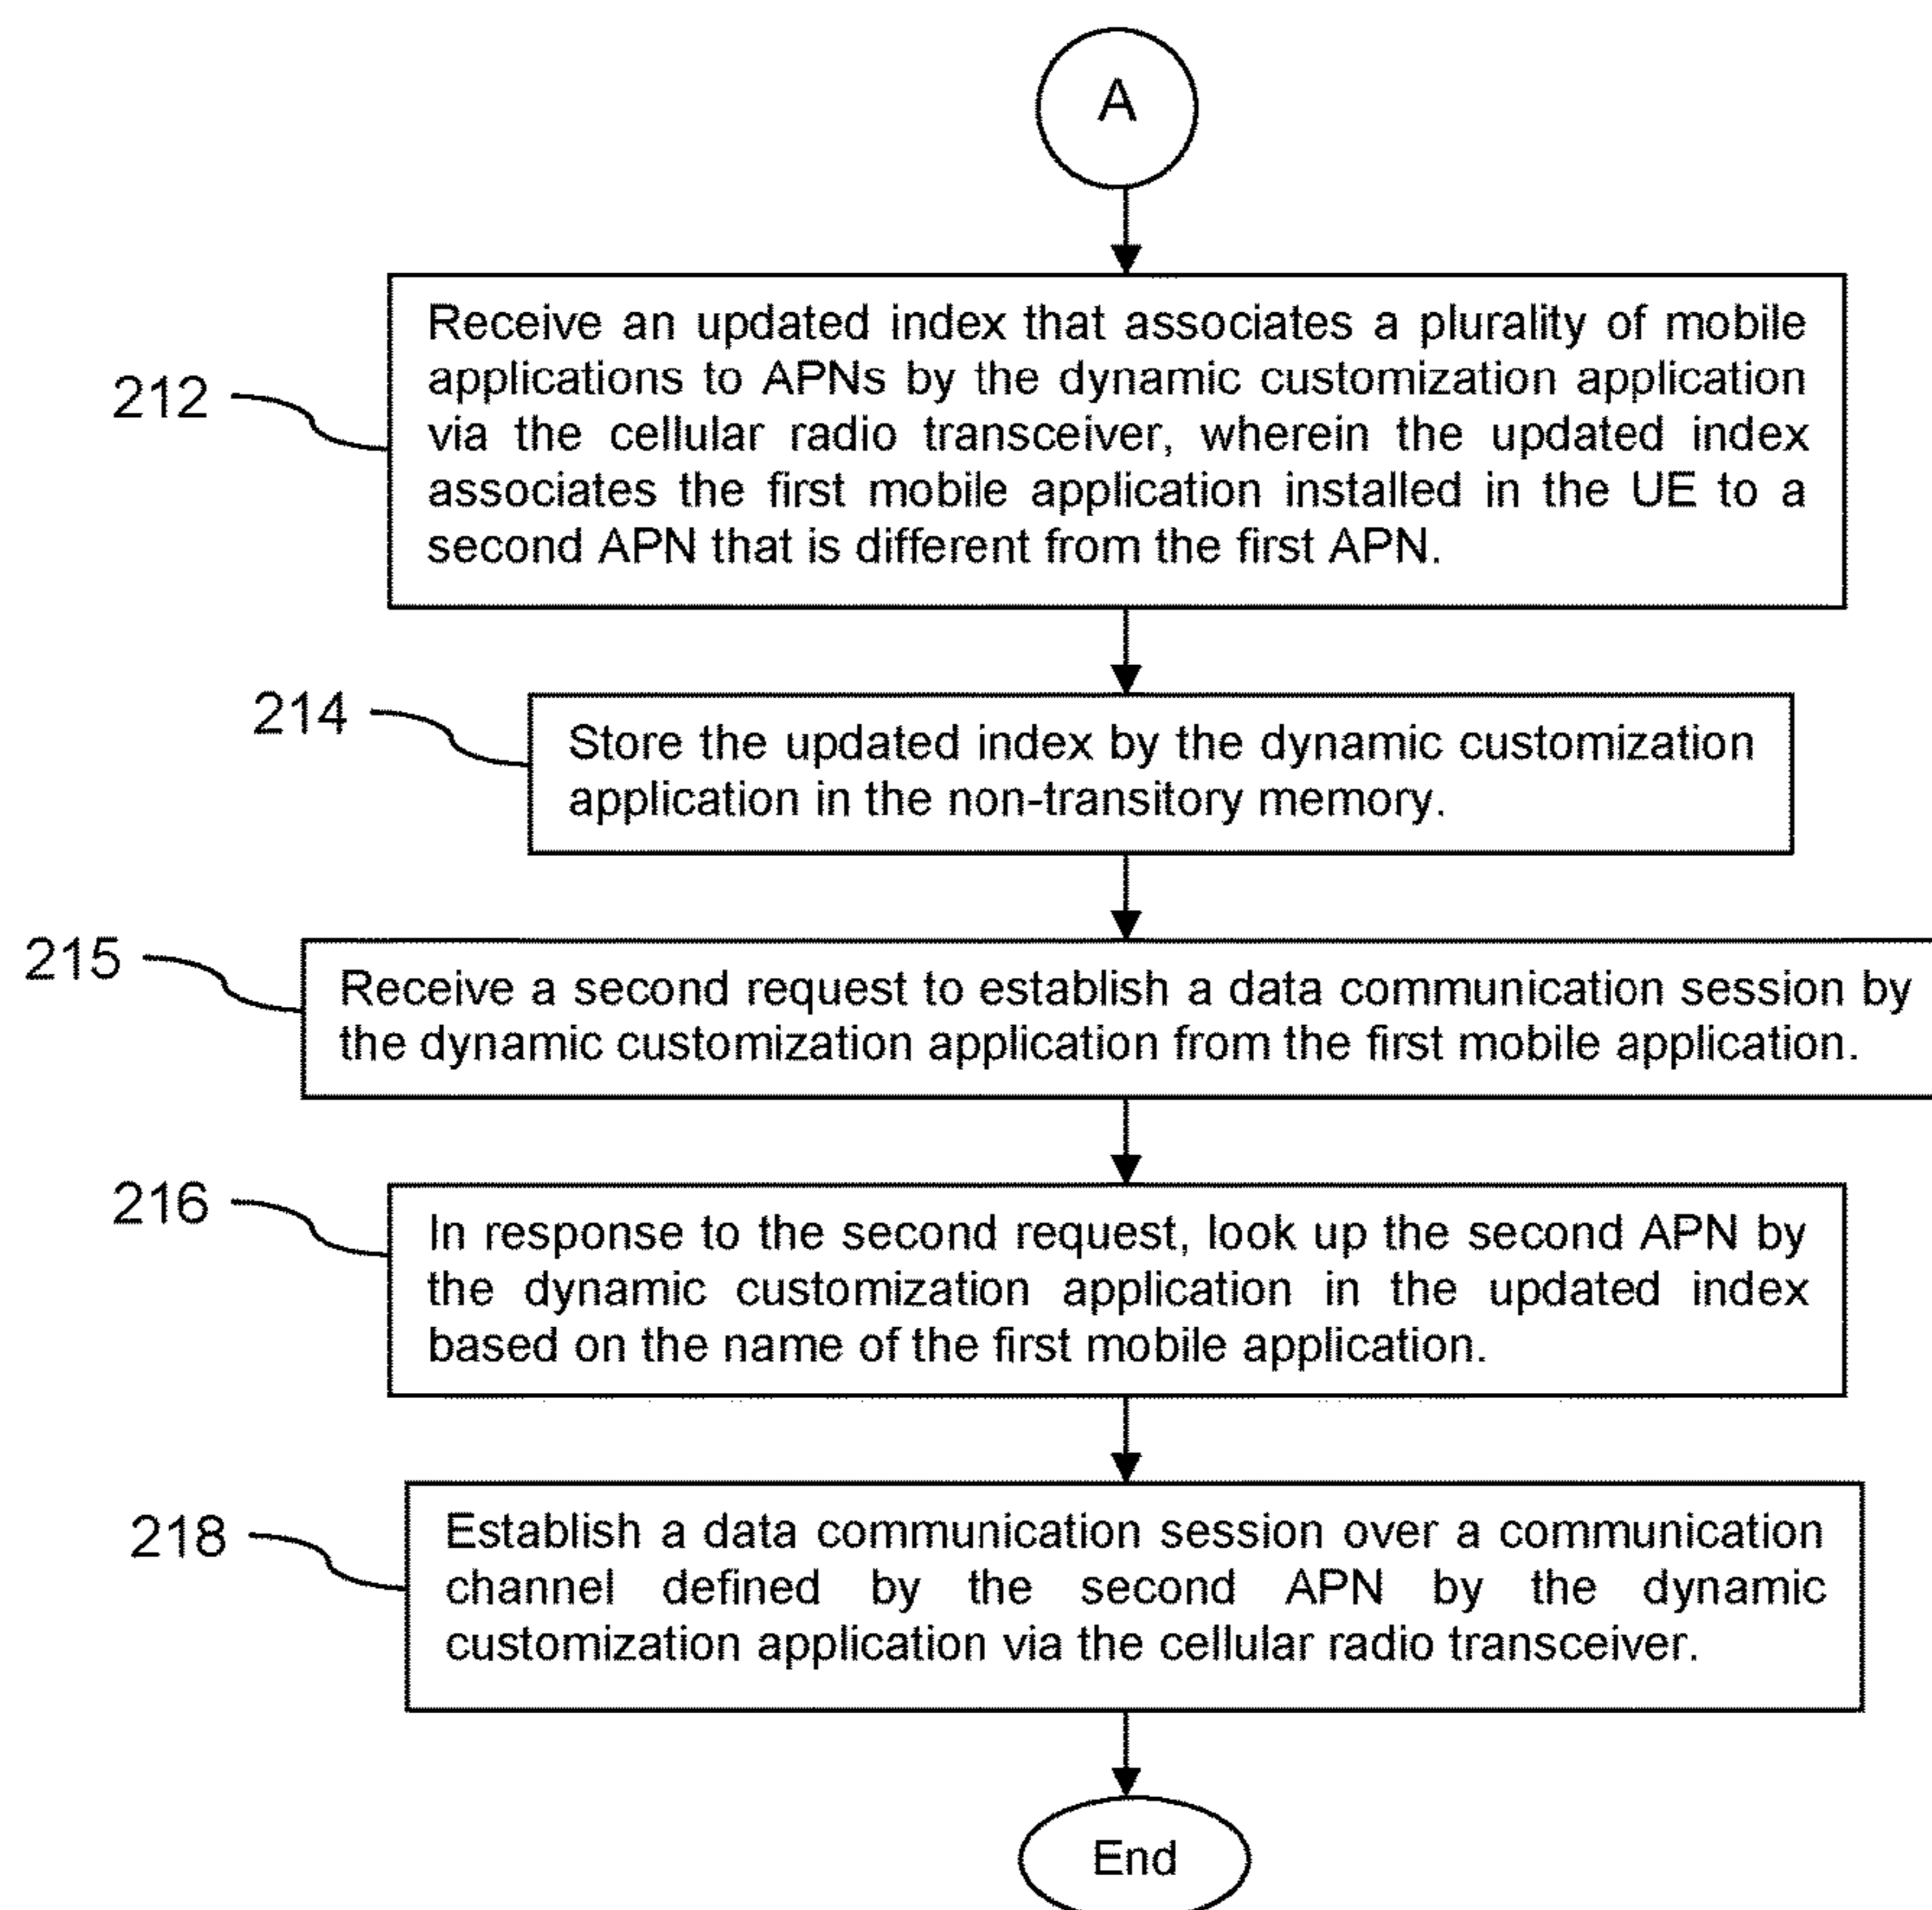 A
212
Receive an updated index that associates a plurality of mobile
applications to APNs by the dynamic customization application
via the cellular radio transceiver, wherein the updated index
associates the first mobile application installed in the UE to a
second APN that is different from the first APN.
214
Store the updated index by the dynamic customization
application in the non-transitory memory.
215
Receive a second request to establish a data communication session by
the dynamic customization application from the first mobile application.
216
In response to the second request, look up the second APN by
the dynamic customization application in the updated index
based on the name of the first mobile application.
218
Establish a data communication session over a communication
channel defined by the second APN by the dynamic
customization application via the cellular radio transceiver.
End